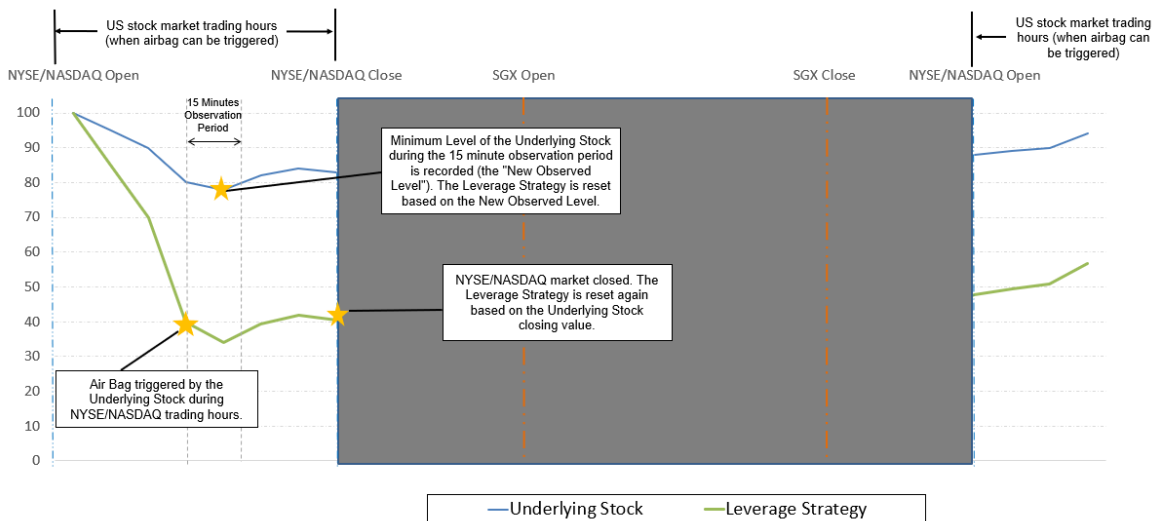 US stock market trading hours
(when airbag can be triggered)
US stock market trading
hours (when airbag can
be triggered)
NYSE/NASDAQ Open
NYSE/NASDAQ Close
SGX Open
SGX Close
NYSE/NASDAQ Open
15 Minutes
Observation
Period
100
90
80
70
60
50
40
30
20
10
0
Minimum Level of the Underlying Stock
during the 15 minute observation period
is recorded (the "New Observed
Level"). The Leverage Strategy is reset
based on the New Observed Level.
NYSE/NASDAQ market closed. The
Leverage Strategy is reset again
based on the Underlying Stock
closing value.
Air Bag triggered by the
Underlying Stock during
NYSE/NASDAQ trading hours.
Underlying Stock
Leverage Strategy